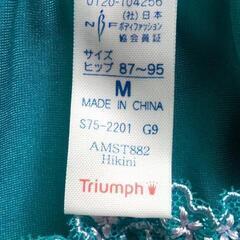 0120-104256
(社)日本
NBF ボディファッション
協会員証
サイズ
ヒップ 87~95
M
MADE IN CHINA
S75-2201 G9
AMST882
Hikini
Triumph